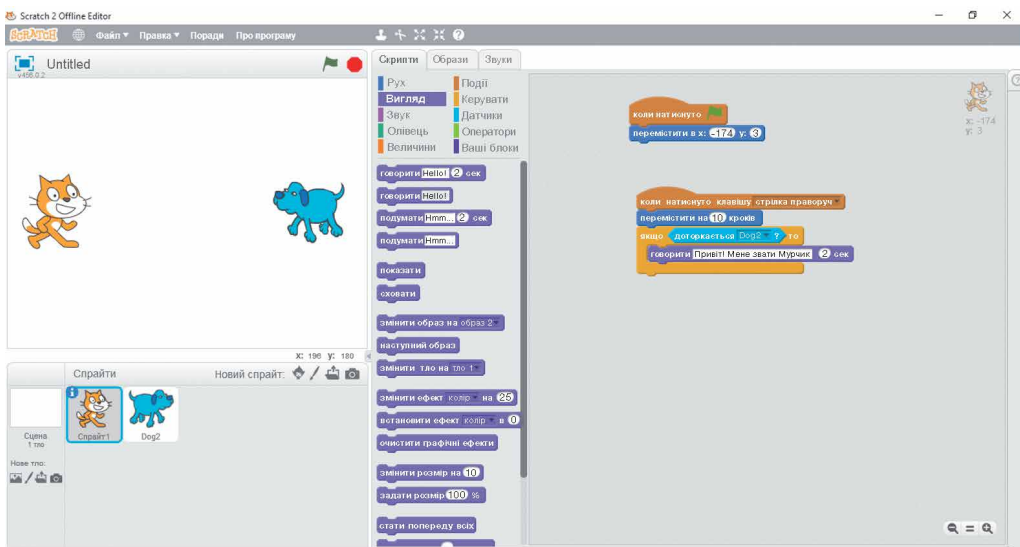 Scratch 2 Offline Editor
SCRATCH Файл Правка Поради Про програму
Untitled
v456.0.2
X: 196 y: 180
Спрайти
Новий спрайт:
Сцена
1 тло
Нове тло:
Спрайт1
Dog2
Скрипти Образи Звуки
Рух Події
Вигляд Керувати
Звук Датчики
Олівець Оператори
Величини Ваші блоки
говорити Hello! 2 сек
говорити Hello!
подумати Hmm... 2 сек
подумати Hmm...
показати
сховати
змінити образ на образ 2
наступний образ
змінити тло на тло 1
змінити ефект колір на 25
встановити ефект колір в 0
очистити графічні ефекти
змінити розмір на 10
задати розмір 100 %
стати попереду всіх
коли натиснуто
перемістити в x: -174 y: 3
коли натиснуто клавішу стрілка праворуч
перемістити на 10 кроків
якщо доторкається Dog2 ? то
говорити Привіт! Мене звати Мурчик 2 сек
x: -174
y: 3